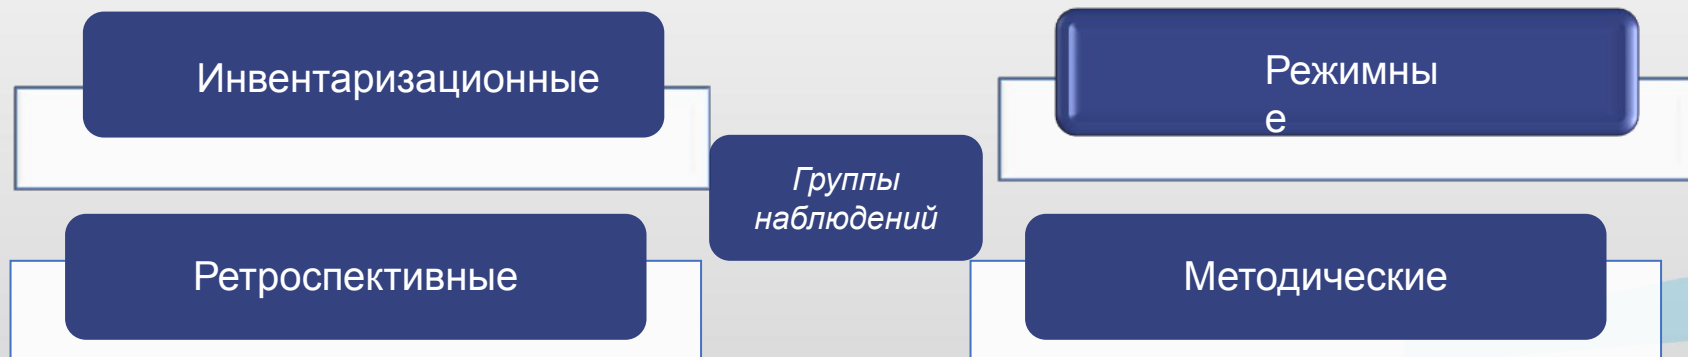 Инвентаризационные
Режимны
е
Группы
наблюдений
Ретроспективные
Методические